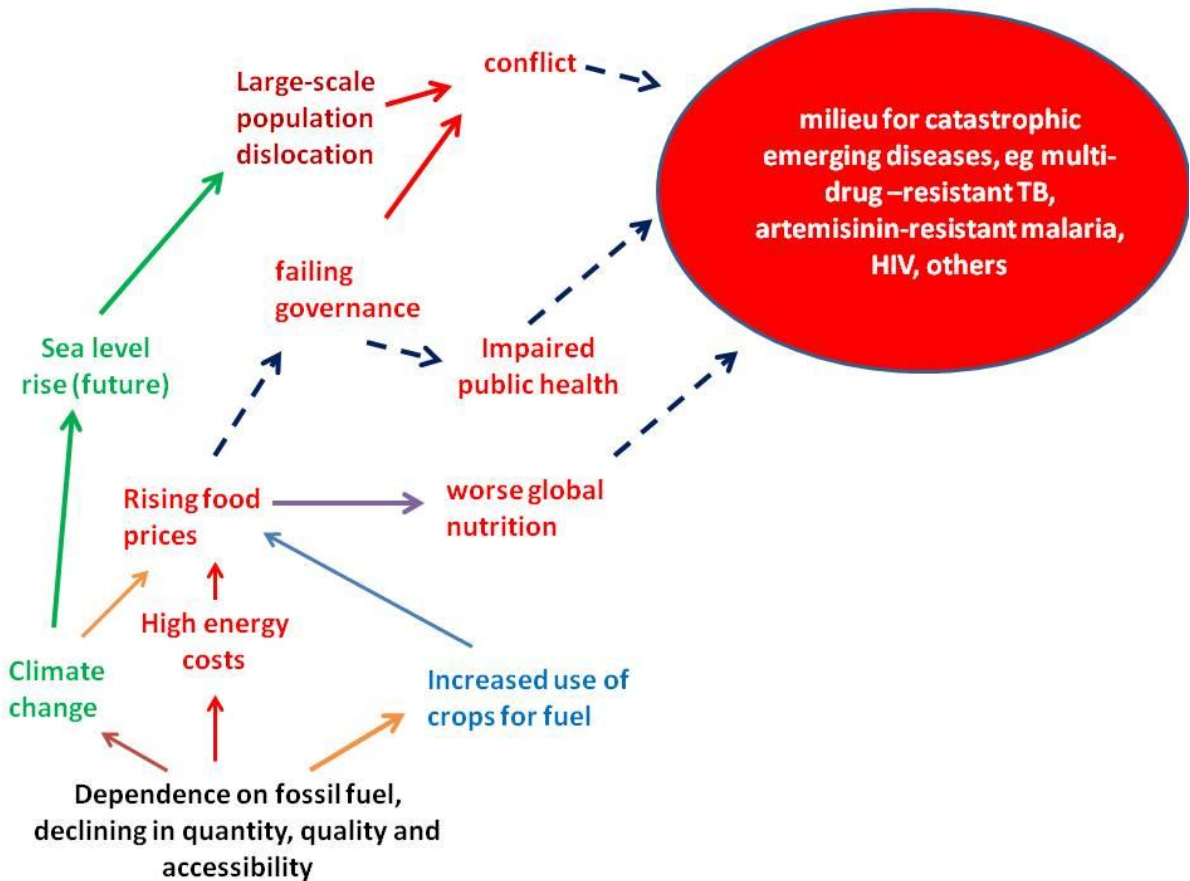 conflict
Large-scale
population
dislocation
milieu for catastrophic
emerging diseases, eg multi-
drug –resistant TB,
artemisinin-resistant malaria,
HIV, others
failing
governance
Sea level
rise (future)
Impaired
public health
Rising food
prices
worse global
nutrition
High energy
costs
Climate
change
Increased use of
crops for fuel
Dependence on fossil fuel,
declining in quantity, quality and
accessibility